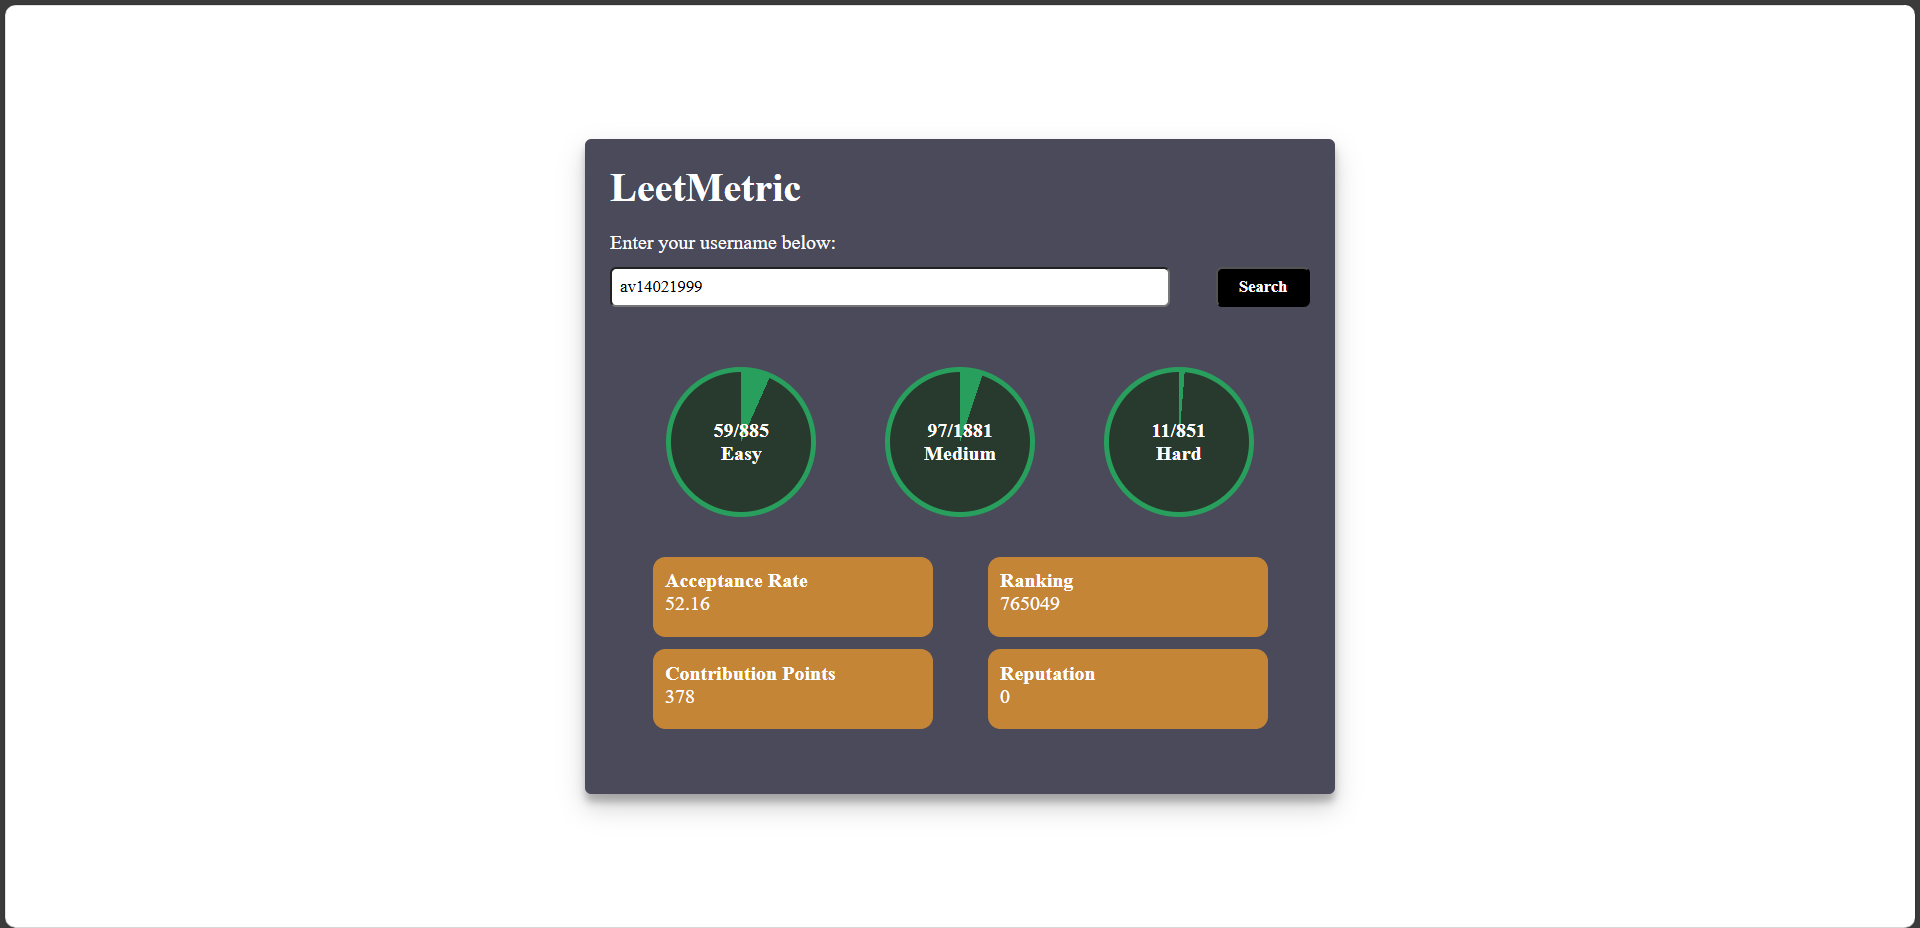 LeetMetric
Enter your username below:
av14021999
Search
59/885
Easy
97/1881
Medium
11/851
Hard
Acceptance Rate
52.16
Ranking
765049
Contribution Points
378
Reputation
0